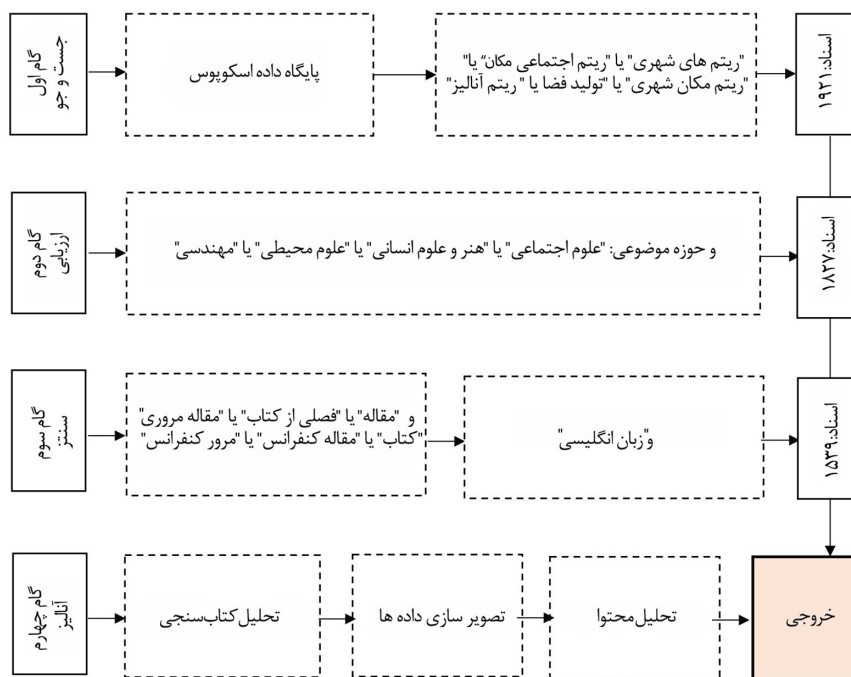 گام اول
جست و جو
پایگاه داده اسکوپوس
"ریتم های شهری" یا "ریتم اجتماعی مکان" یا"
"ریتم مکان شهری" یا "تولید فضا یا " ریتم آنالیز"
اسناد:۱۹۲۱
گام دوم
ارزیابی
و حوزه موضوعی: "علوم اجتماعی" یا "هنر و علوم انسانی" یا "علوم محیطی" یا "مهندسی"
اسناد:۱۸۲۷
گام سوم
سنتز
و "مقاله" یا "فصلی از کتاب" یا "مقاله مروری"
"کتاب" یا "مقاله کنفرانس" یا "مرور کنفرانس"
و"زبان انگلیسی"
اسناد:۱۵۳۹
گام چهارم
آنالیز
تحلیل کتاب‌سنجی
تصویر سازی داده ها
تحلیل محتوا
خروجی